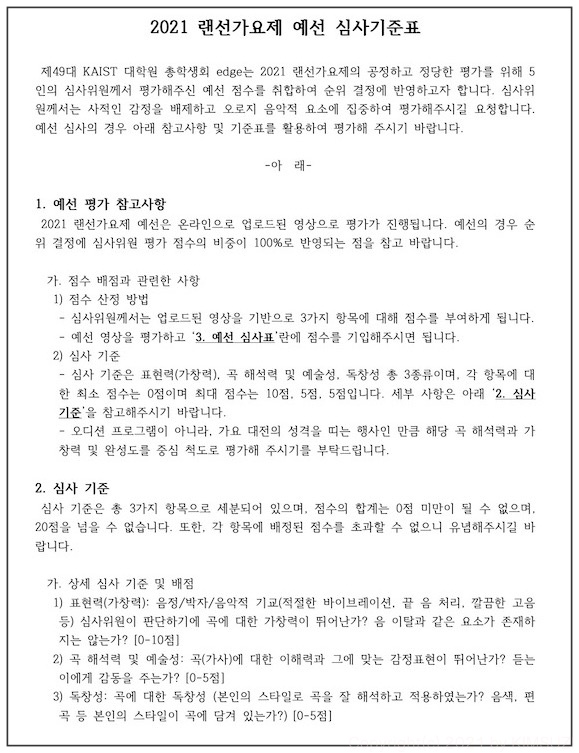 2021 랜선가요제 예선 심사기준표
제49대 KAIST 대학원 총학생회 edge는 2021 랜선가요제의 공정하고 정당한 평가를 위해 5
인의 심사위원께서 평가해주신 예선 점수를 취합하여 순위 결정에 반영하고자 합니다. 심사위
원께서는 사적인 감정을 배제하고 오로지 음악적 요소에 집중하여 평가해주시길 요청합니다.
예선 심사의 경우 아래 참고사항 및 기준표를 활용하여 평가해 주시기 바랍니다.
-아 래-
1. 예선 평가 참고사항
2021 랜선가요제 예선은 온라인으로 업로드된 영상으로 평가가 진행됩니다. 예선의 경우 순
위 결정에 심사위원 평가 점수의 비중이 100%로 반영되는 점을 참고 바랍니다.
가. 점수 배점과 관련한 사항
1) 점수 산정 방법
- 심사위원께서는 업로드된 영상을 기반으로 3가지 항목에 대해 점수를 부여하게 됩니다.
- 예선 영상을 평가하고 '3. 예선 심사표'란에 점수를 기입해주시면 됩니다.
2) 심사 기준
- 심사 기준은 표현력(가창력), 곡 해석력 및 예술성, 독창성 총 3종류이며, 각 항목에 대
한 최소 점수는 0점이며 최대 점수는 10점, 5점, 5점입니다. 세부 사항은 아래 '2. 심사
기준'을 참고해주시기 바랍니다.
- 오디션 프로그램이 아니라, 가요 대전의 성격을 띠는 행사인 만큼 해당 곡 해석력과 가
창력 및 완성도를 중심 척도로 평가해 주시기를 부탁드립니다.
2. 심사 기준
심사 기준은 총 3가지 항목으로 세분되어 있으며, 점수의 합계는 0점 미만이 될 수 없으며,
20점을 넘을 수 없습니다. 또한, 각 항목에 배정된 점수를 초과할 수 없으니 유념해주시길 바
랍니다.
가. 상세 심사 기준 및 배점
1) 표현력(가창력): 음정/박자/음악적 기교(적절한 바이브레이션, 끝 음 처리, 깔끔한 고음
등) 심사위원이 판단하기에 곡에 대한 가창력이 뛰어난가? 음 이탈과 같은 요소가 존재하
지는 않는가? [0-10점]
2) 곡 해석력 및 예술성: 곡(가사)에 대한 이해력과 그에 맞는 감정표현이 뛰어난가? 듣는
이에게 감동을 주는가? [0-5점]
3) 독창성: 곡에 대한 독창성 (본인의 스타일로 곡을 잘 해석하고 적용하였는가? 음색, 편
곡 등 본인의 스타일이 곡에 담겨 있는가?) [0-5점]